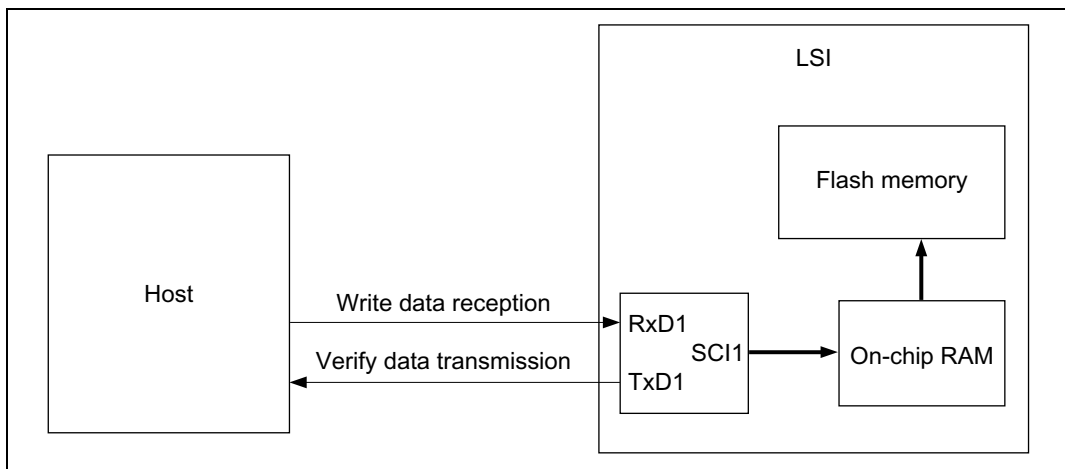 LSI
Flash memory
Host
Write data reception
RxD1
SCI1
On-chip RAM
Verify data transmission
TxD1